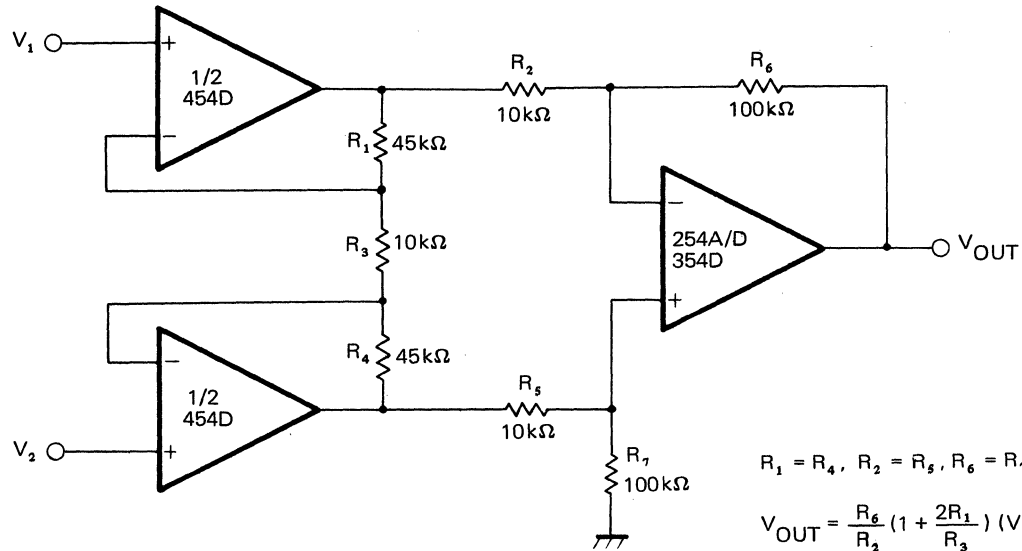 V₁
+
1/2
454D
−
R₂
10kΩ
R₆
100kΩ
R₁ 45kΩ
R₃ 10kΩ
−
254A/D
354D
+
V_OUT
−
1/2
454D
+
V₂
R₄ 45kΩ
R₅
10kΩ
R₇
100kΩ
R₁ = R₄, R₂ = R₅, R₆ = R
V_OUT = R₆/R₂ (1 + 2R₁/R₃) (V